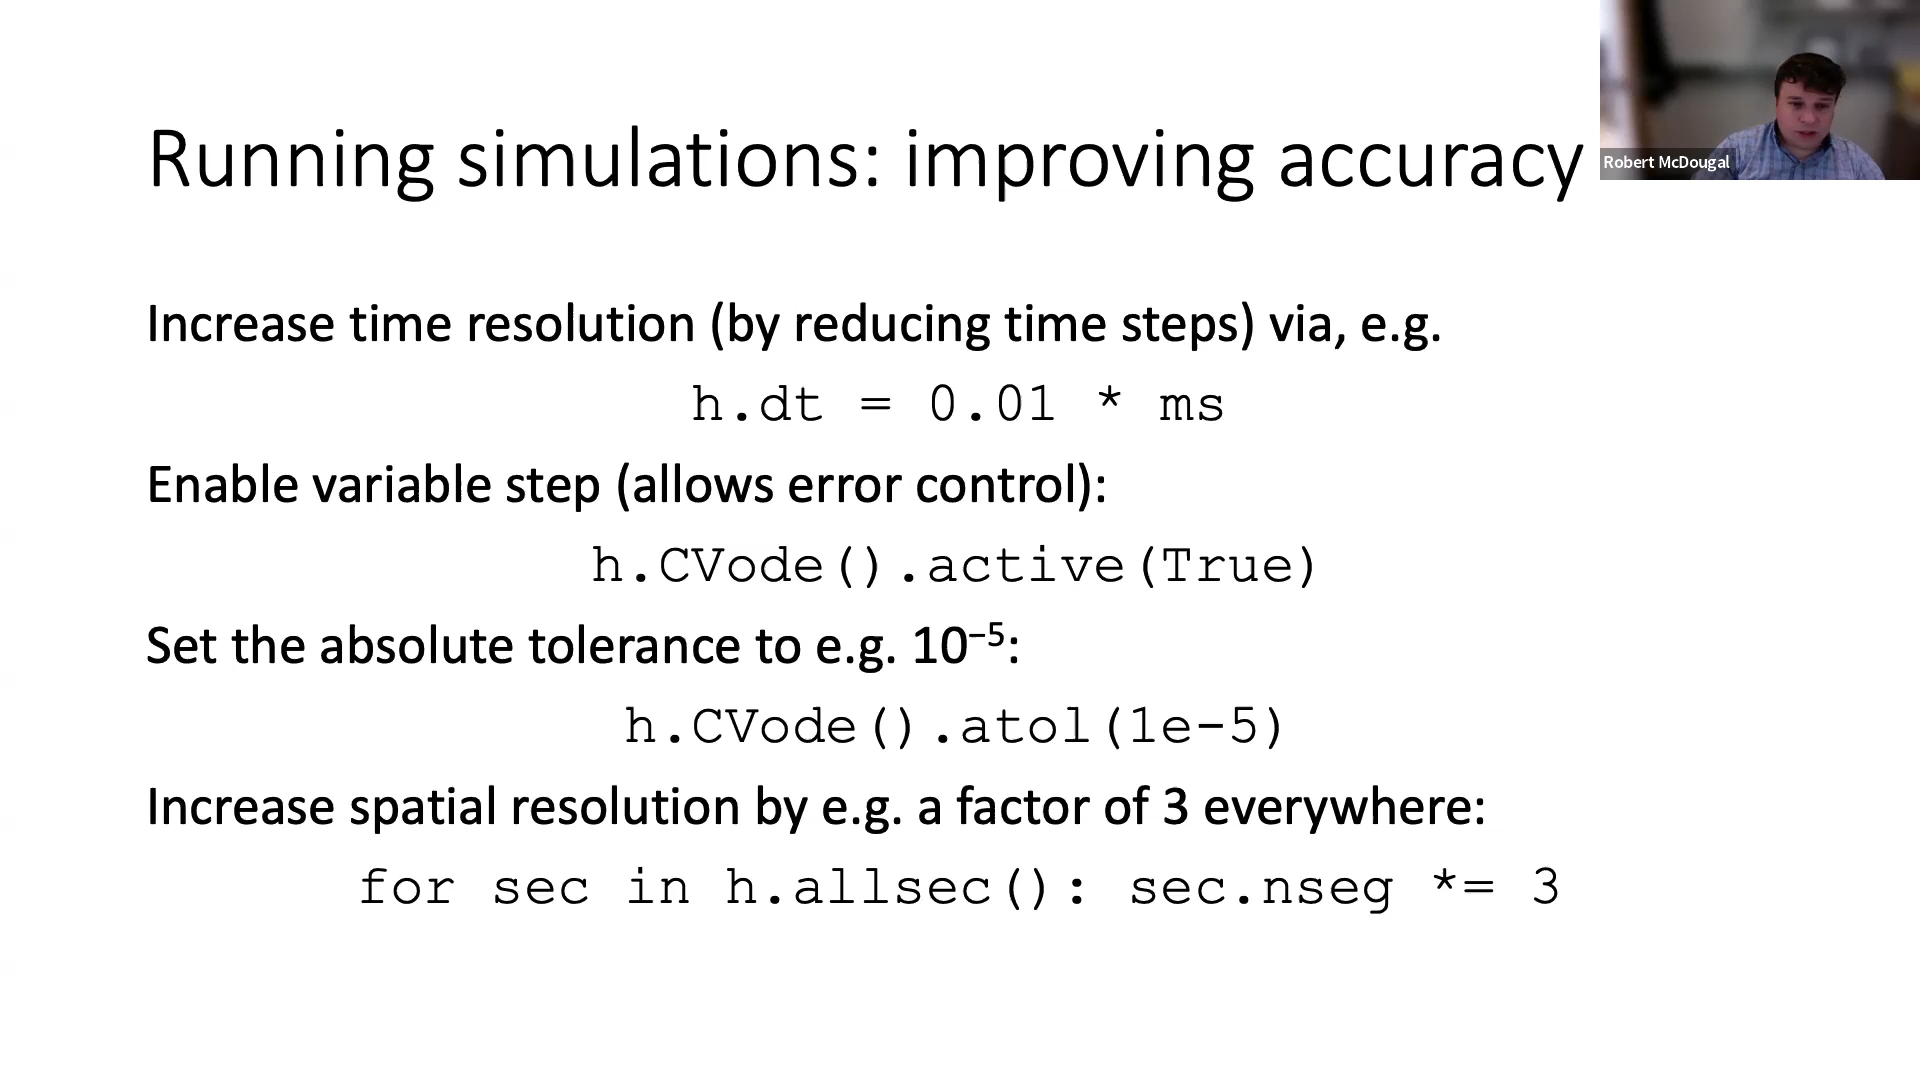 Running simulations: improving accuracy
Robert McDougal
Increase time resolution (by reducing time steps) via, e.g.
h.dt = 0.01 * ms
Enable variable step (allows error control):
h.CVode().active(True)
Set the absolute tolerance to e.g. 10⁻⁵:
h.CVode().atol(1e-5)
Increase spatial resolution by e.g. a factor of 3 everywhere:
for sec in h.allsec(): sec.nseg *= 3